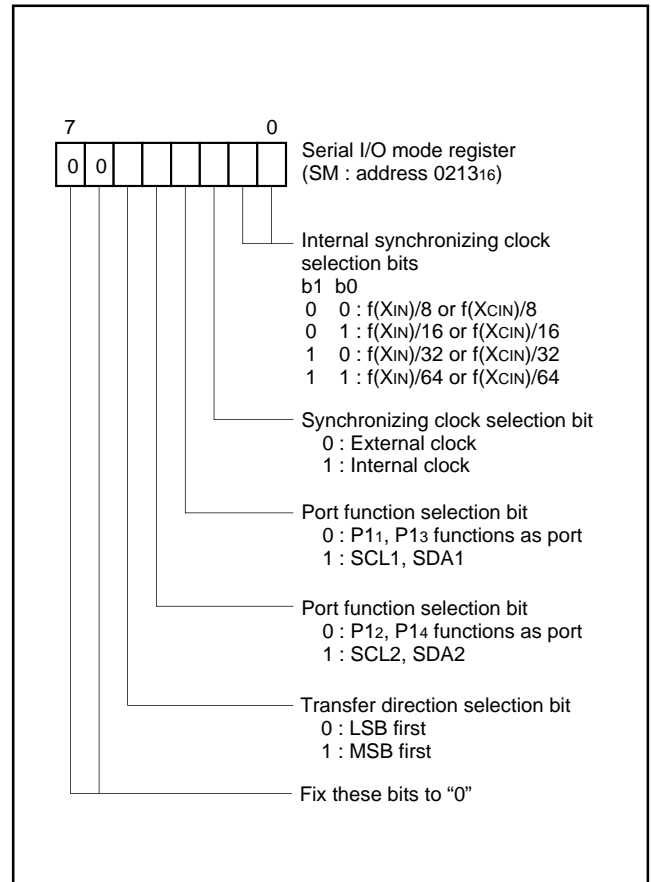 7 0
0 0
Serial I/O mode register
(SM : address 021316)
Internal synchronizing clock
selection bits
b1 b0
0 0 : f(XIN)/8 or f(XCIN)/8
0 1 : f(XIN)/16 or f(XCIN)/16
1 0 : f(XIN)/32 or f(XCIN)/32
1 1 : f(XIN)/64 or f(XCIN)/64
Synchronizing clock selection bit
0 : External clock
1 : Internal clock
Port function selection bit
0 : P11, P13 functions as port
1 : SCL1, SDA1
Port function selection bit
0 : P12, P14 functions as port
1 : SCL2, SDA2
Transfer direction selection bit
0 : LSB first
1 : MSB first
Fix these bits to “0”